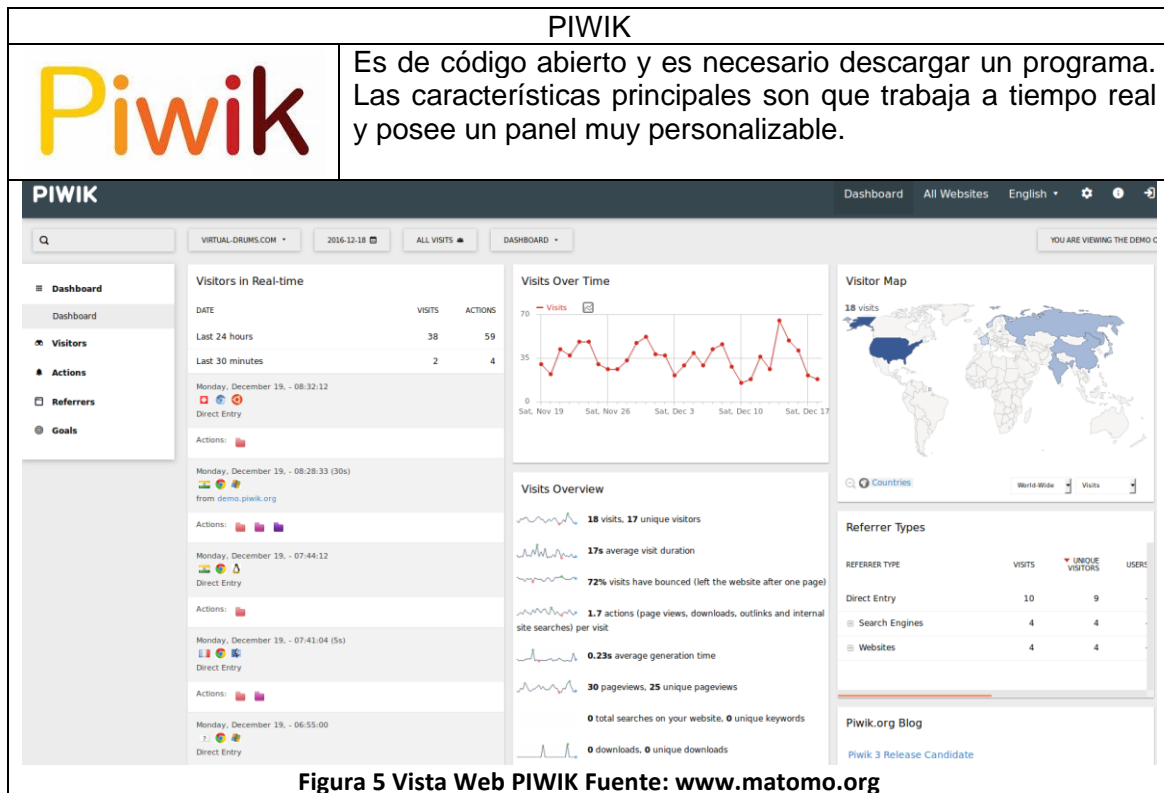 PIWIK
Piwik
Es de código abierto y es necesario descargar un programa.
Las características principales son que trabaja a tiempo real
y posee un panel muy personalizable.
PIWIK
Dashboard All Websites English
VIRTUAL-DRUMS.COM 2016-12-18 ALL VISITS DASHBOARD YOU ARE VIEWING THE DEMO
Dashboard
Dashboard
Visitors
Actions
Referrers
Goals
Visitors in Real-time
DATE VISITS ACTIONS
Last 24 hours 38 59
Last 30 minutes 2 4
Monday, December 19, - 08:32:12
Direct Entry
Actions:
Monday, December 19, - 08:28:33 (30s)
from demo.piwik.org
Actions:
Monday, December 19, - 07:44:12
Direct Entry
Actions:
Monday, December 19, - 07:41:04 (5s)
Direct Entry
Actions:
Monday, December 19, - 06:55:00
?
Direct Entry
Visits Over Time
Visits
70
35
0
Sat, Nov 19 Sat, Nov 26 Sat, Dec 3 Sat, Dec 10 Sat, Dec 17
Visits Overview
18 visits, 17 unique visitors
17s average visit duration
72% visits have bounced (left the website after one page)
1.7 actions (page views, downloads, outlinks and internal
site searches) per visit
0.23s average generation time
30 pageviews, 25 unique pageviews
0 total searches on your website, 0 unique keywords
0 downloads, 0 unique downloads
Visitor Map
18 visits
Countries World-Wide Visits
Referrer Types
REFERRER TYPE VISITS UNIQUE VISITORS USERS
Direct Entry 10 9 -
Search Engines 4 4 -
Websites 4 4 -
Piwik.org Blog
Piwik 3 Release Candidate
Figura 5 Vista Web PIWIK Fuente: www.matomo.org